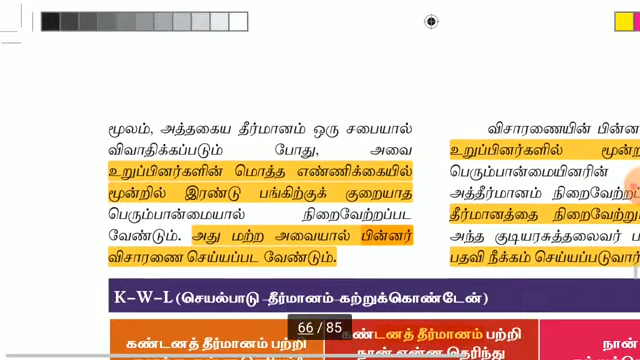 மூலம், அத்தகைய தீர்மானம் ஒரு சபையால்
விவாதிக்கப்படும் போது, அவை
உறுப்பினர்களின் மொத்த எண்ணிக்கையில்
மூன்றில் இரண்டு பங்கிற்குக் குறையாத
பெரும்பான்மையால் நிறைவேற்றப்பட
வேண்டும். அது மற்ற அவையால் பின்னர்
விசாரணை செய்யப்பட வேண்டும்.
விசாரணையின் பின்ன
உறுப்பினர்களில் மூன்
பெரும்பான்மையினரின்
அத்தீர்மானம் நிறைவேற்றப்
தீர்மானத்தை நிறைவேற்று
அந்த குடியரசுத்தலைவர் ப
பதவி நீக்கம் செய்யப்படுவார்
K-W-L (செயல்பாடு -தீர்மானம்-கற்றுக்கொண்டேன்)
66 / 85
கண்டனத் தீர்மானம் பற்றி
கண்டனத் தீர்மானம் பற்றி
நான் என்ன தெரிந்து
நான்